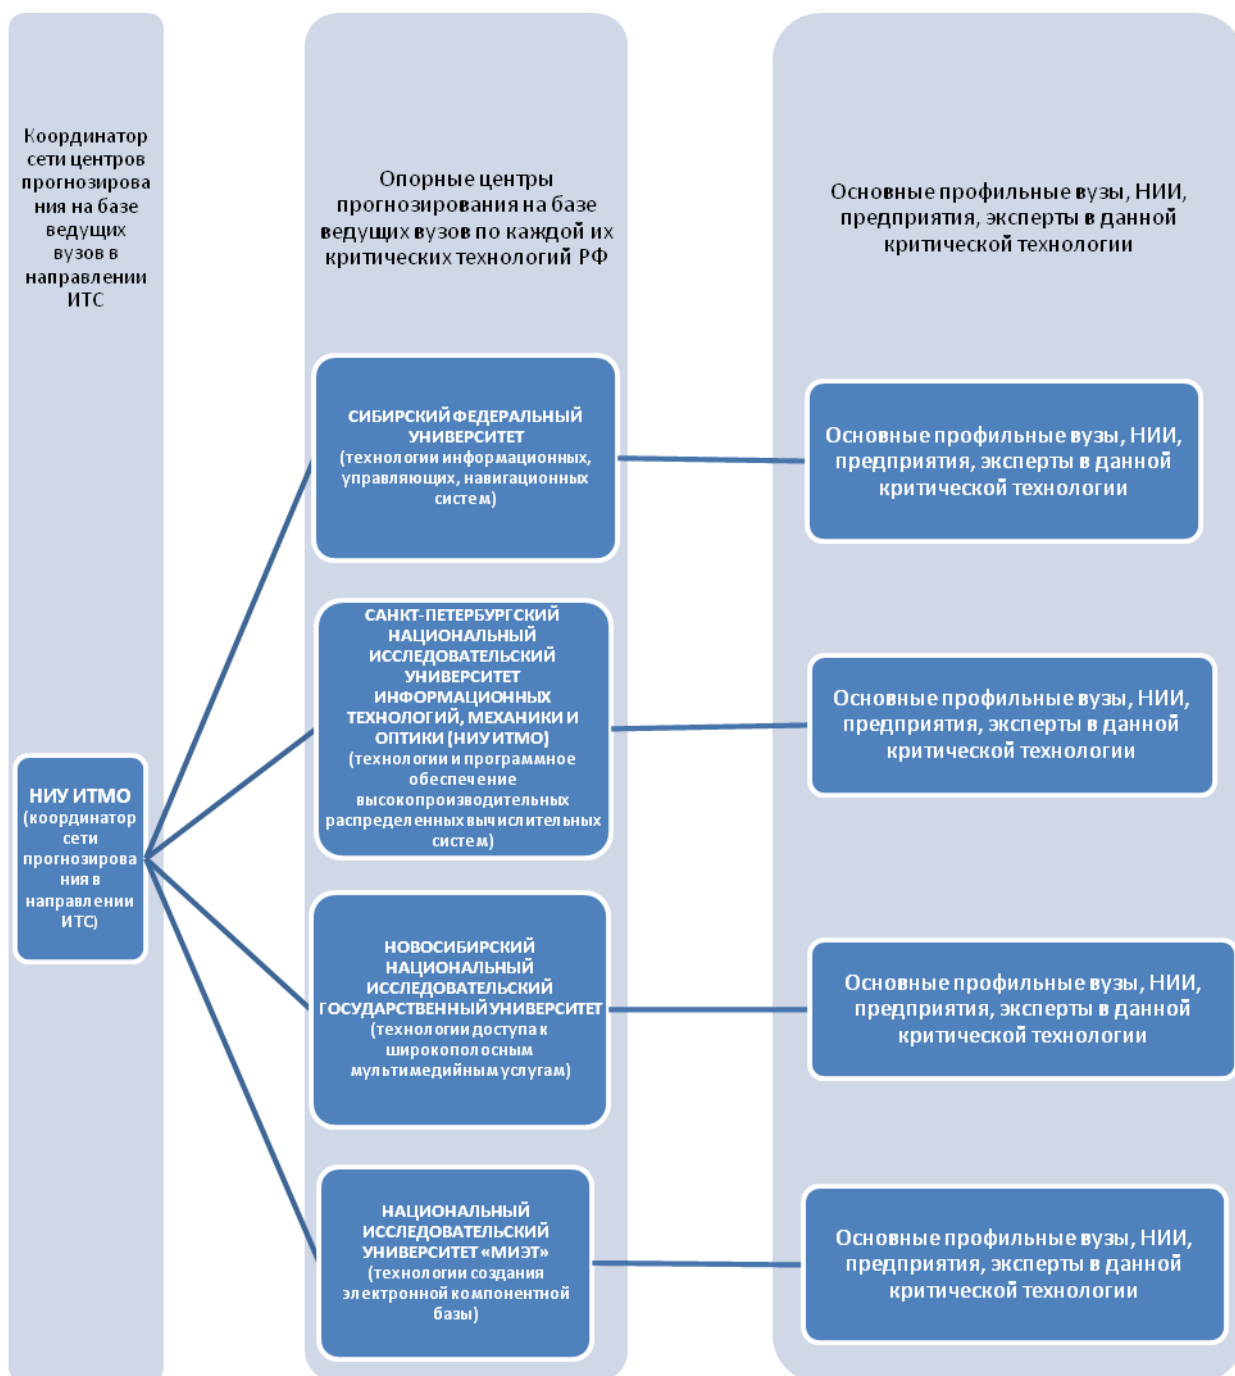 Координатор
сети центров
прогнозирова
ния на базе
ведущих
вузов в
направлении
ИТС
Опорные центры
прогнозирования на базе
ведущих вузов по каждой их
критических технологий РФ
Основные профильные вузы, НИИ,
предприятия, эксперты в данной
критической технологии
НИУ ИТМО
(координатор
сети
прогнозирова
ния в
направлении
ИТС)
СИБИРСКИЙ ФЕДЕРАЛЬНЫЙ
УНИВЕРСИТЕТ
(технологии информационных,
управляющих, навигационных
систем)
Основные профильные вузы, НИИ,
предприятия, эксперты в данной
критической технологии
САНКТ-ПЕТЕРБУРГСКИЙ
НАЦИОНАЛЬНЫЙ
ИССЛЕДОВАТЕЛЬСКИЙ
УНИВЕРСИТЕТ
ИНФОРМАЦИОННЫХ
ТЕХНОЛОГИЙ, МЕХАНИКИ И
ОПТИКИ (НИУ ИТМО)
(технологии и программное
обеспечение
высокопроизводительных
распределенных вычислительных
систем)
Основные профильные вузы, НИИ,
предприятия, эксперты в данной
критической технологии
НОВОСИБИРСКИЙ
НАЦИОНАЛЬНЫЙ
ИССЛЕДОВАТЕЛЬСКИЙ
ГОСУДАРСТВЕННЫЙ УНИВЕРСИТЕТ
(технологии доступа к
широкополосным
мультимедийным услугам)
Основные профильные вузы, НИИ,
предприятия, эксперты в данной
критической технологии
НАЦИОНАЛЬНЫЙ
ИССЛЕДОВАТЕЛЬСКИЙ
УНИВЕРСИТЕТ «МИЭТ»
(технологии создания
электронной компонентной
базы)
Основные профильные вузы, НИИ,
предприятия, эксперты в данной
критической технологии